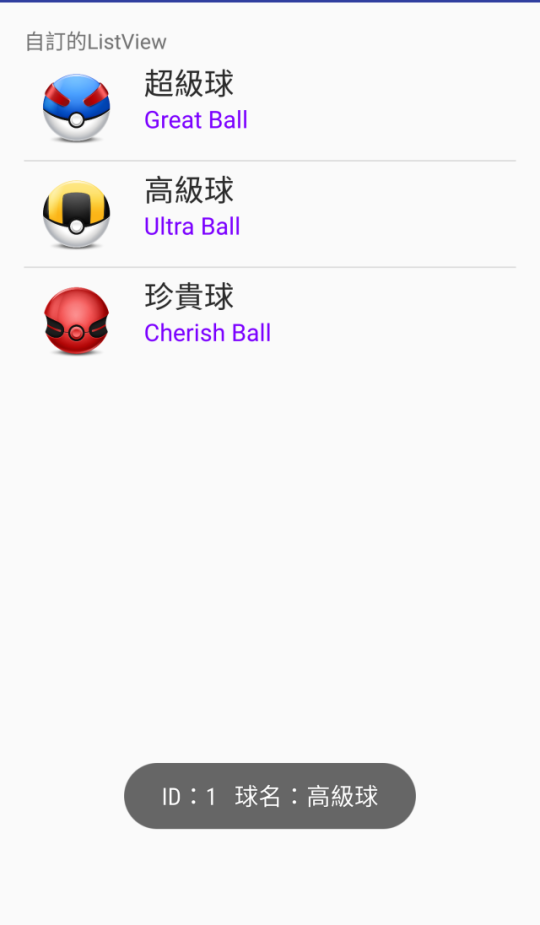 自訂的ListView
超級球
Great Ball
高級球
Ultra Ball
珍貴球
Cherish Ball
ID：1 球名：高級球